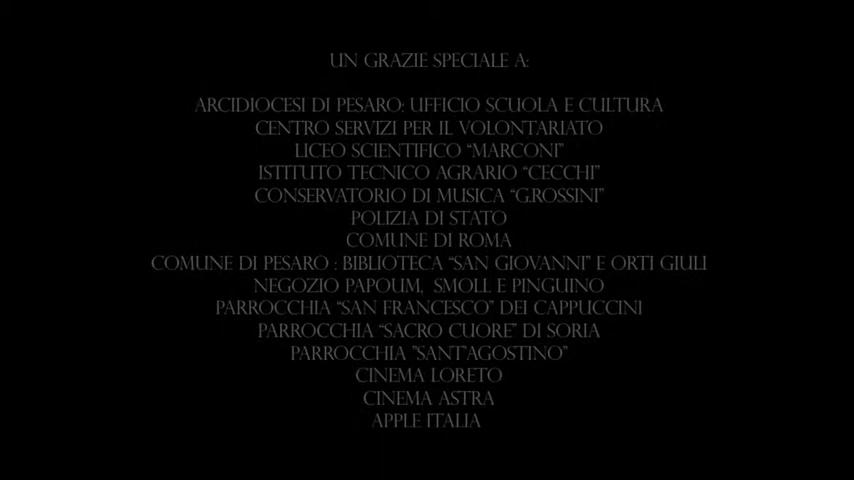 UN GRAZIE SPECIALE A:
ARCIDIOCESI DI PESARO: UFFICIO SCUOLA E CULTURA
CENTRO SERVIZI PER IL VOLONTARIATO
LICEO SCIENTIFICO “MARCONI”
ISTITUTO TECNICO AGRARIO “CECCHI”
CONSERVATORIO DI MUSICA “G.ROSSINI”
POLIZIA DI STATO
COMUNE DI ROMA
COMUNE DI PESARO : BIBLIOTECA “SAN GIOVANNI” E ORTI GIULI
NEGOZIO PAPOUM, SMOLL E PINGUINO
PARROCCHIA “SAN FRANCESCO” DEI CAPPUCCINI
PARROCCHIA “SACRO CUORE” DI SORIA
PARROCCHIA ”SANT’AGOSTINO”
CINEMA LORETO
CINEMA ASTRA
APPLE ITALIA